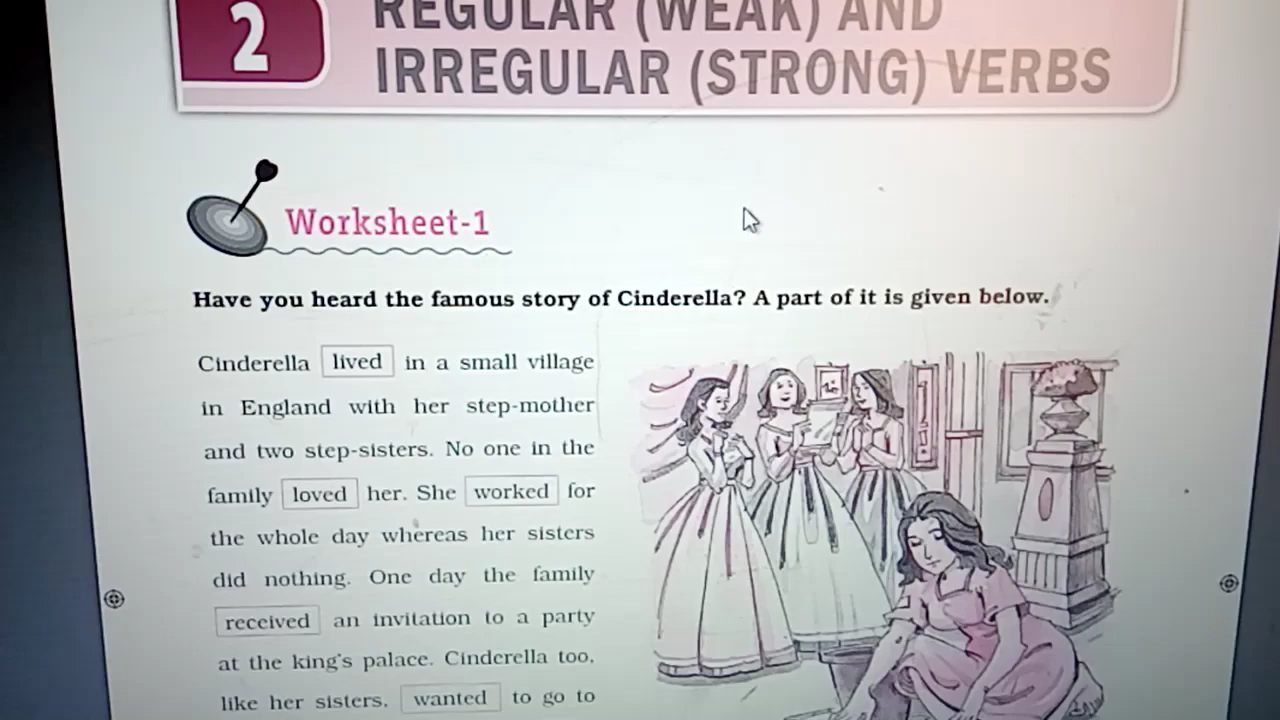 2
REGULAR (WEAK) AND
IRREGULAR (STRONG) VERBS
Worksheet-1
Have you heard the famous story of Cinderella? A part of it is given below.
Cinderella lived in a small village
in England with her step-mother
and two step-sisters. No one in the
family loved her. She worked for
the whole day whereas her sisters
did nothing. One day the family
received an invitation to a party
at the king's palace. Cinderella too,
like her sisters, wanted to go to